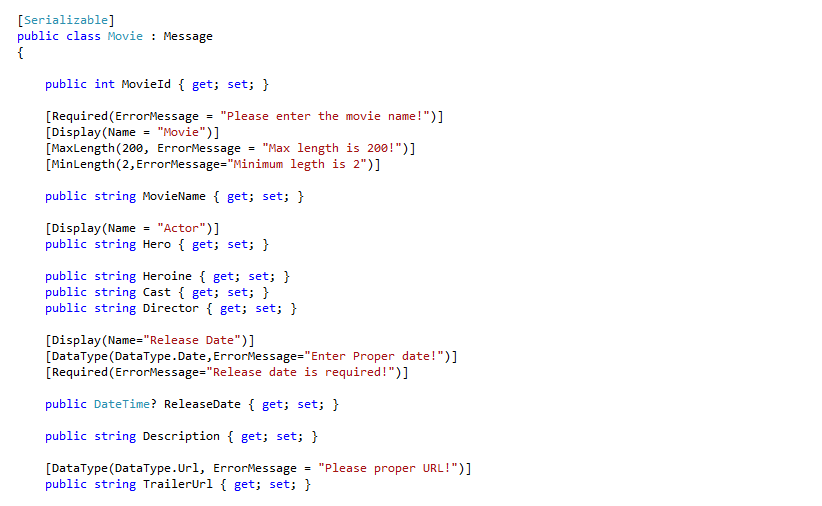 [Serializable]
public class Movie : Message
{
public int MovieId { get; set; }
[Required(ErrorMessage = "Please enter the movie name!")]
[Display(Name = "Movie")]
[MaxLength(200, ErrorMessage = "Max length is 200!")]
[MinLength(2,ErrorMessage="Minimum legth is 2")]
public string MovieName { get; set; }
[Display(Name = "Actor")]
public string Hero { get; set; }
public string Heroine { get; set; }
public string Cast { get; set; }
public string Director { get; set; }
[Display(Name="Release Date")]
[DataType(DataType.Date,ErrorMessage="Enter Proper date!")]
[Required(ErrorMessage="Release date is required!")]
public DateTime? ReleaseDate { get; set; }
public string Description { get; set; }
[DataType(DataType.Url, ErrorMessage = "Please proper URL!")]
public string TrailerUrl { get; set; }